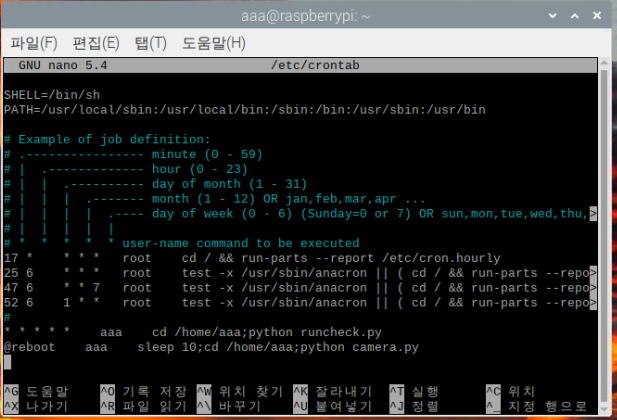 aaa@raspberrypi: ~
파일(F) 편집(E) 탭(T) 도움말(H)
GNU nano 5.4 /etc/crontab
SHELL=/bin/sh
PATH=/usr/local/sbin:/usr/local/bin:/sbin:/bin:/usr/sbin:/usr/bin
# Example of job definition:
# .---------------- minute (0 - 59)
# | .------------- hour (0 - 23)
# | | .---------- day of month (1 - 31)
# | | | .------- month (1 - 12) OR jan,feb,mar,apr ...
# | | | | .---- day of week (0 - 6) (Sunday=0 or 7) OR sun,mon,tue,wed,thu,>
# | | | | |
# * * * * * user-name command to be executed
17 * * * * root cd / && run-parts --report /etc/cron.hourly
25 6 * * * root test -x /usr/sbin/anacron || ( cd / && run-parts --repo>
47 6 * * 7 root test -x /usr/sbin/anacron || ( cd / && run-parts --repo>
52 6 1 * * root test -x /usr/sbin/anacron || ( cd / && run-parts --repo>
#
* * * * * aaa cd /home/aaa;python runcheck.py
@reboot aaa sleep 10;cd /home/aaa;python camera.py
^G 도움말 ^O 기록 저장 ^W 위치 찾기 ^K 잘라내기 ^T 실행 ^C 위치
^X 나가기 ^R 파일 읽기 ^\ 바꾸기 ^U 붙여넣기 ^J 정렬 ^_ 지정 행으로